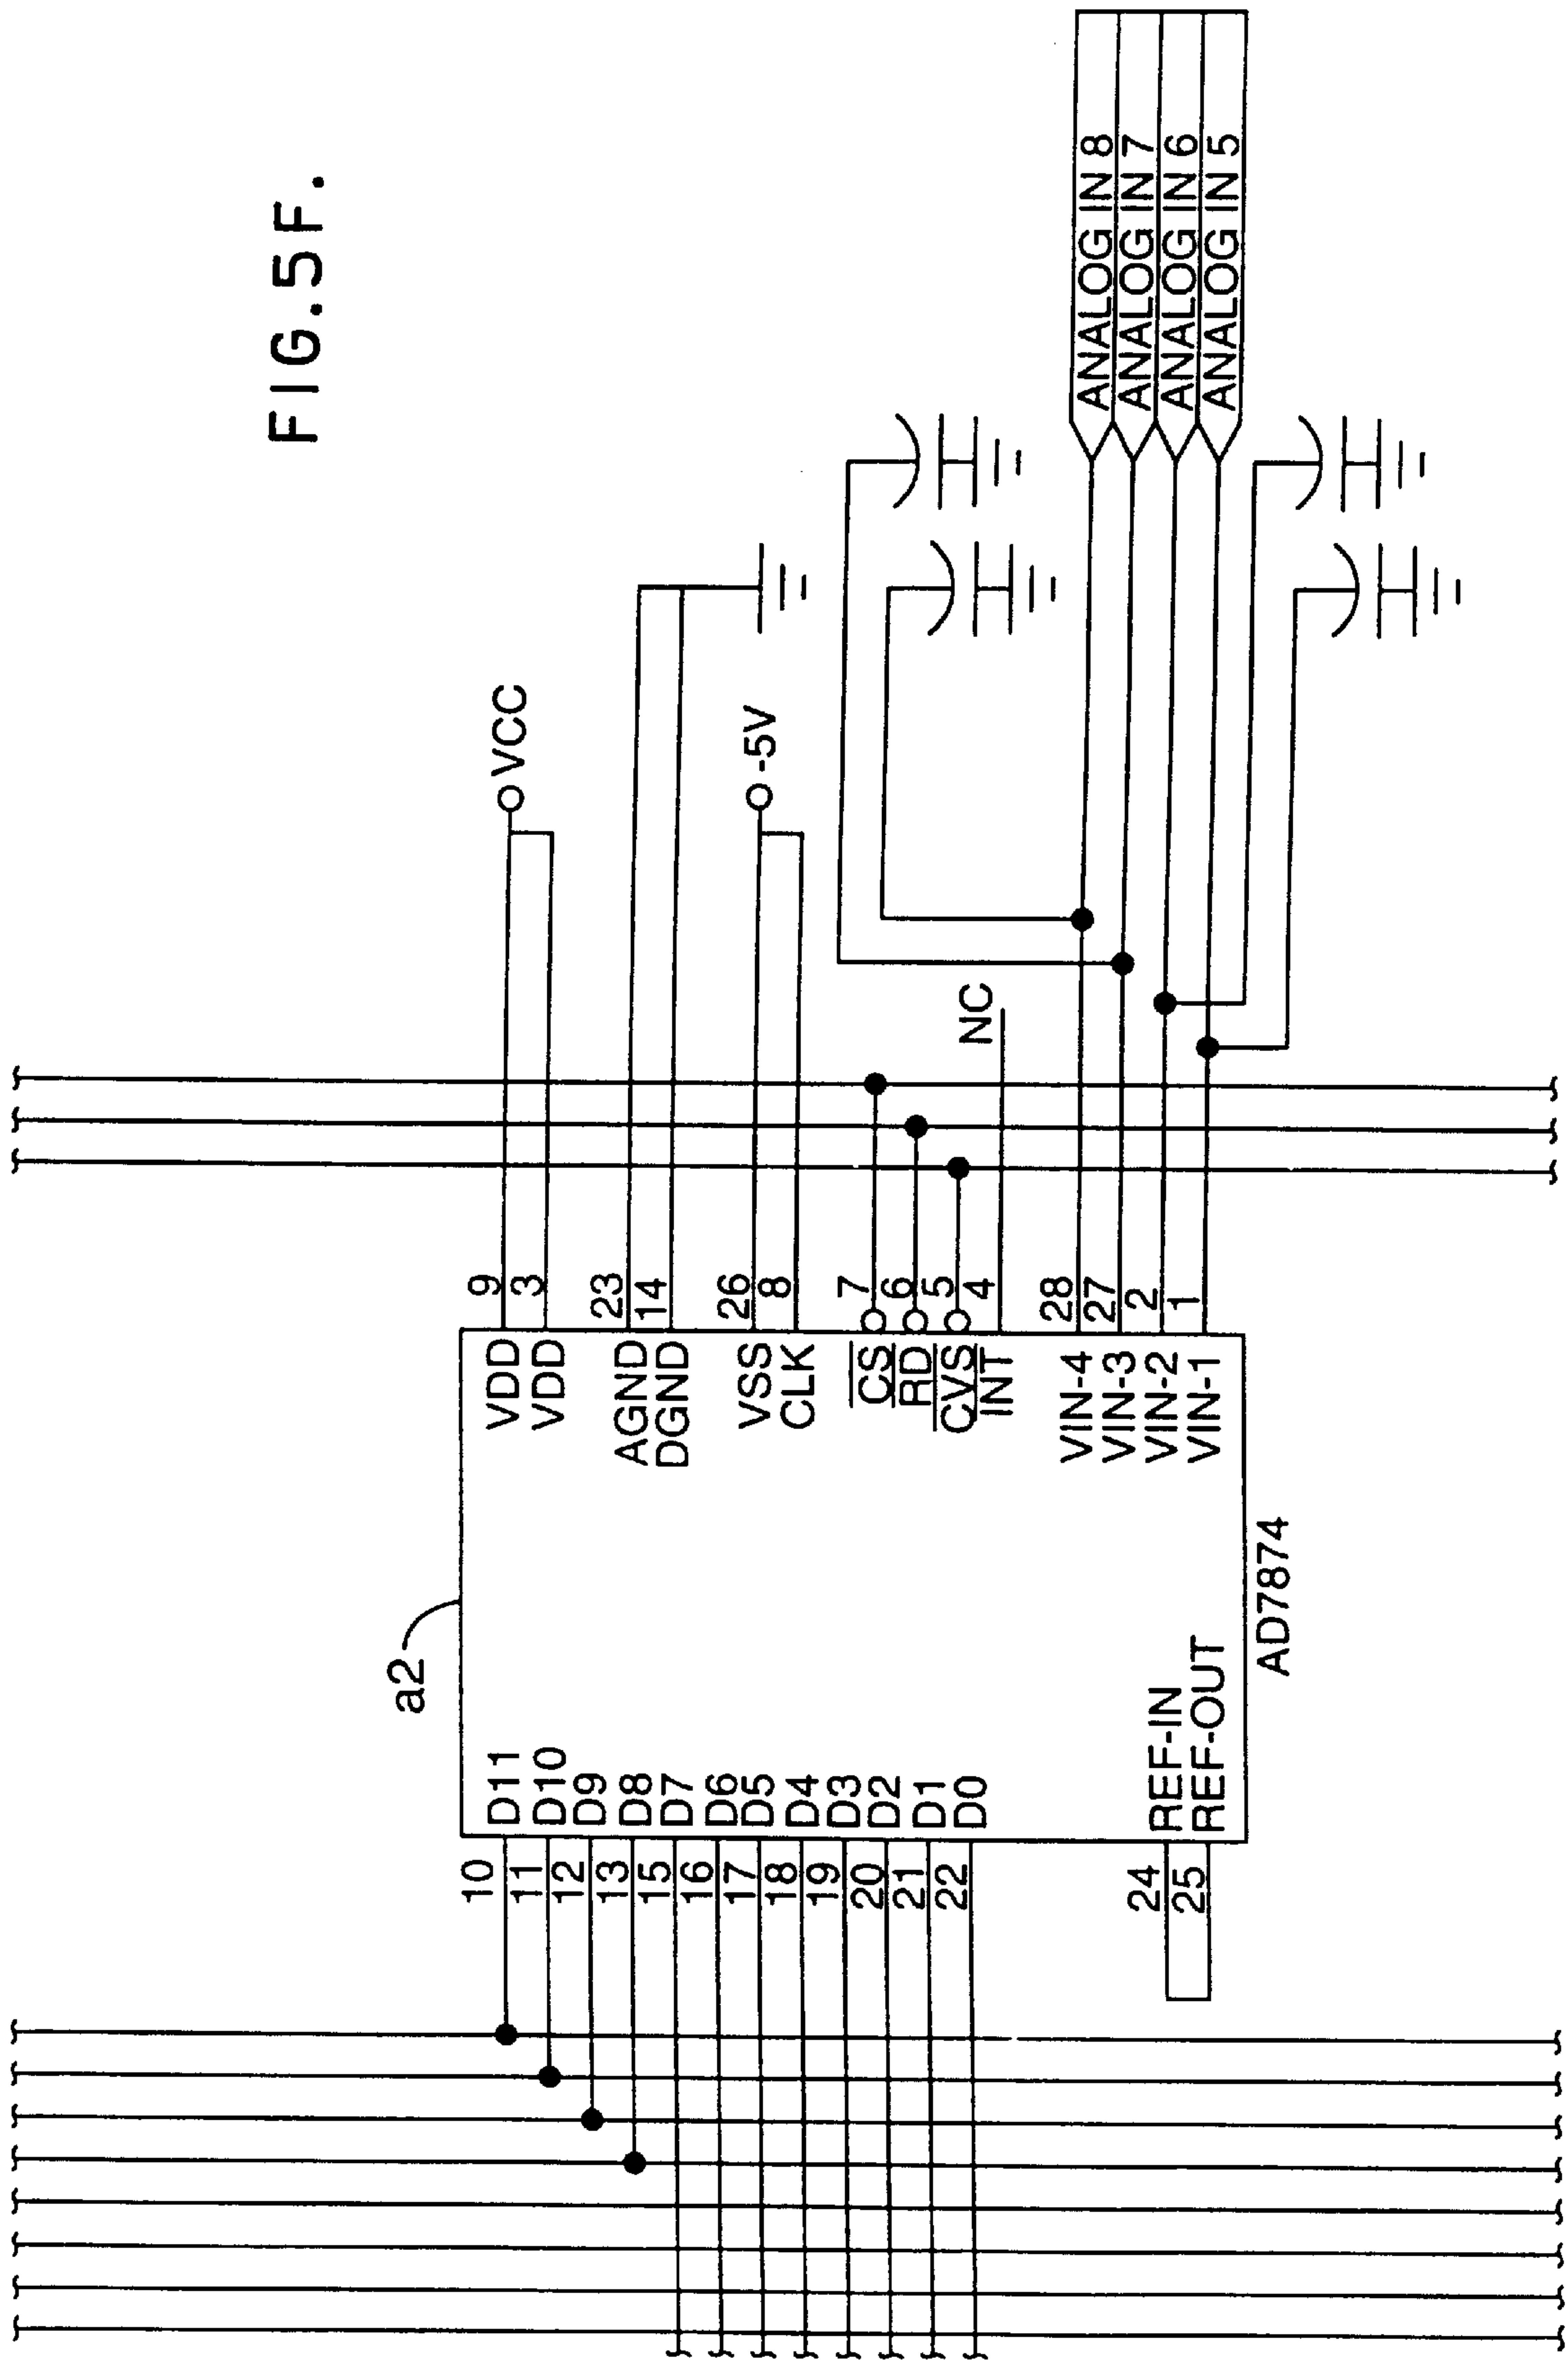 FIG.5F.
a2
D11
D10
D9
D8
D7
D6
D5
D4
D3
D2
D1
D0
REF-IN
REF-OUT
10
11
12
13
15
16
17
18
19
20
21
22
24
25
VDD
VDD
AGND
DGND
VSS
CLK
CS
RD
CVS
INT
VIN-4
VIN-3
VIN-2
VIN-1
9
3
23
14
26
8
7
6
5
4
28
27
2
1
VCC
-5V
NC
ANALOG IN 8
ANALOG IN 7
ANALOG IN 6
ANALOG IN 5
AD7874